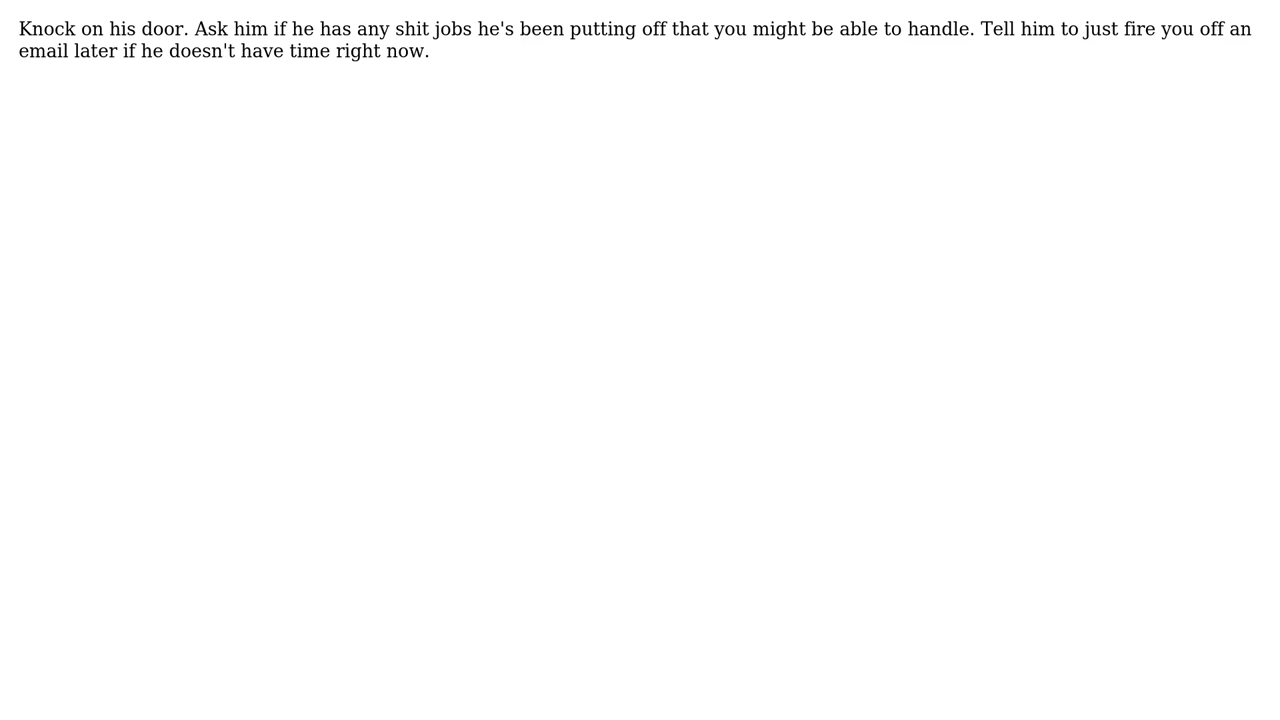 Knock on his door. Ask him if he has any shit jobs he's been putting off that you might be able to handle. Tell him to just fire you off an
email later if he doesn't have time right now.